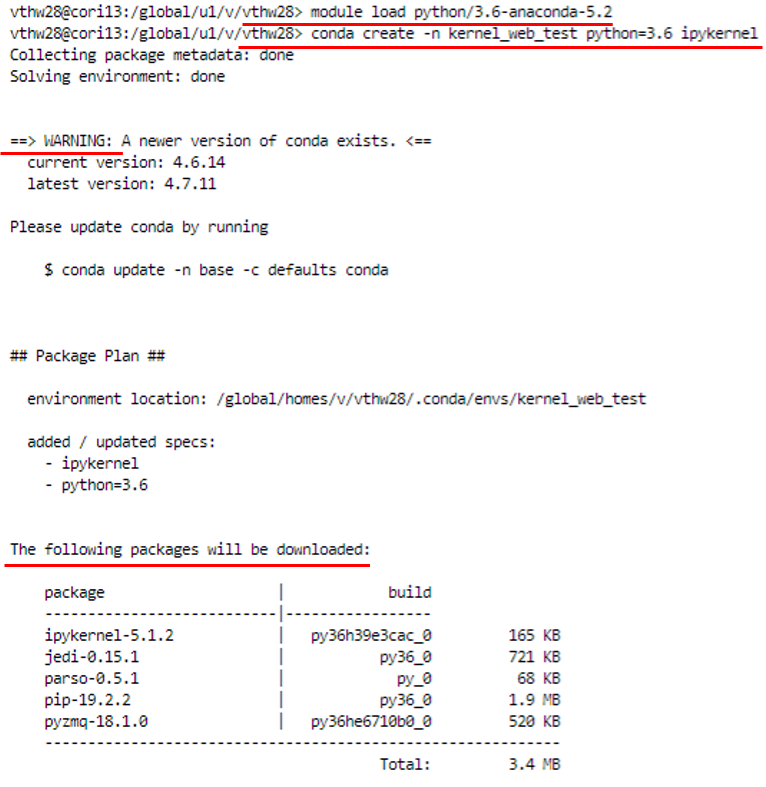 vthw28@cori13:/global/u1/v/vthw28> module load python/3.6-anaconda-5.2
vthw28@cori13:/global/u1/v/vthw28> conda create -n kernel_web_test python=3.6 ipykernel
Collecting package metadata: done
Solving environment: done
==> WARNING: A newer version of conda exists. <==
  current version: 4.6.14
  latest version: 4.7.11
Please update conda by running
    $ conda update -n base -c defaults conda
## Package Plan ##
  environment location: /global/homes/v/vthw28/.conda/envs/kernel_web_test
  added / updated specs:
    - ipykernel
    - python=3.6
The following packages will be downloaded:
    package                    |            build
    ---------------------------|-----------------
    ipykernel-5.1.2            |   py36h39e3cac_0         165 KB
    jedi-0.15.1                |           py36_0         721 KB
    parso-0.5.1                |             py_0          68 KB
    pip-19.2.2                 |           py36_0         1.9 MB
    pyzmq-18.1.0               |   py36he6710b0_0         520 KB
    ------------------------------------------------------------
                                           Total:         3.4 MB